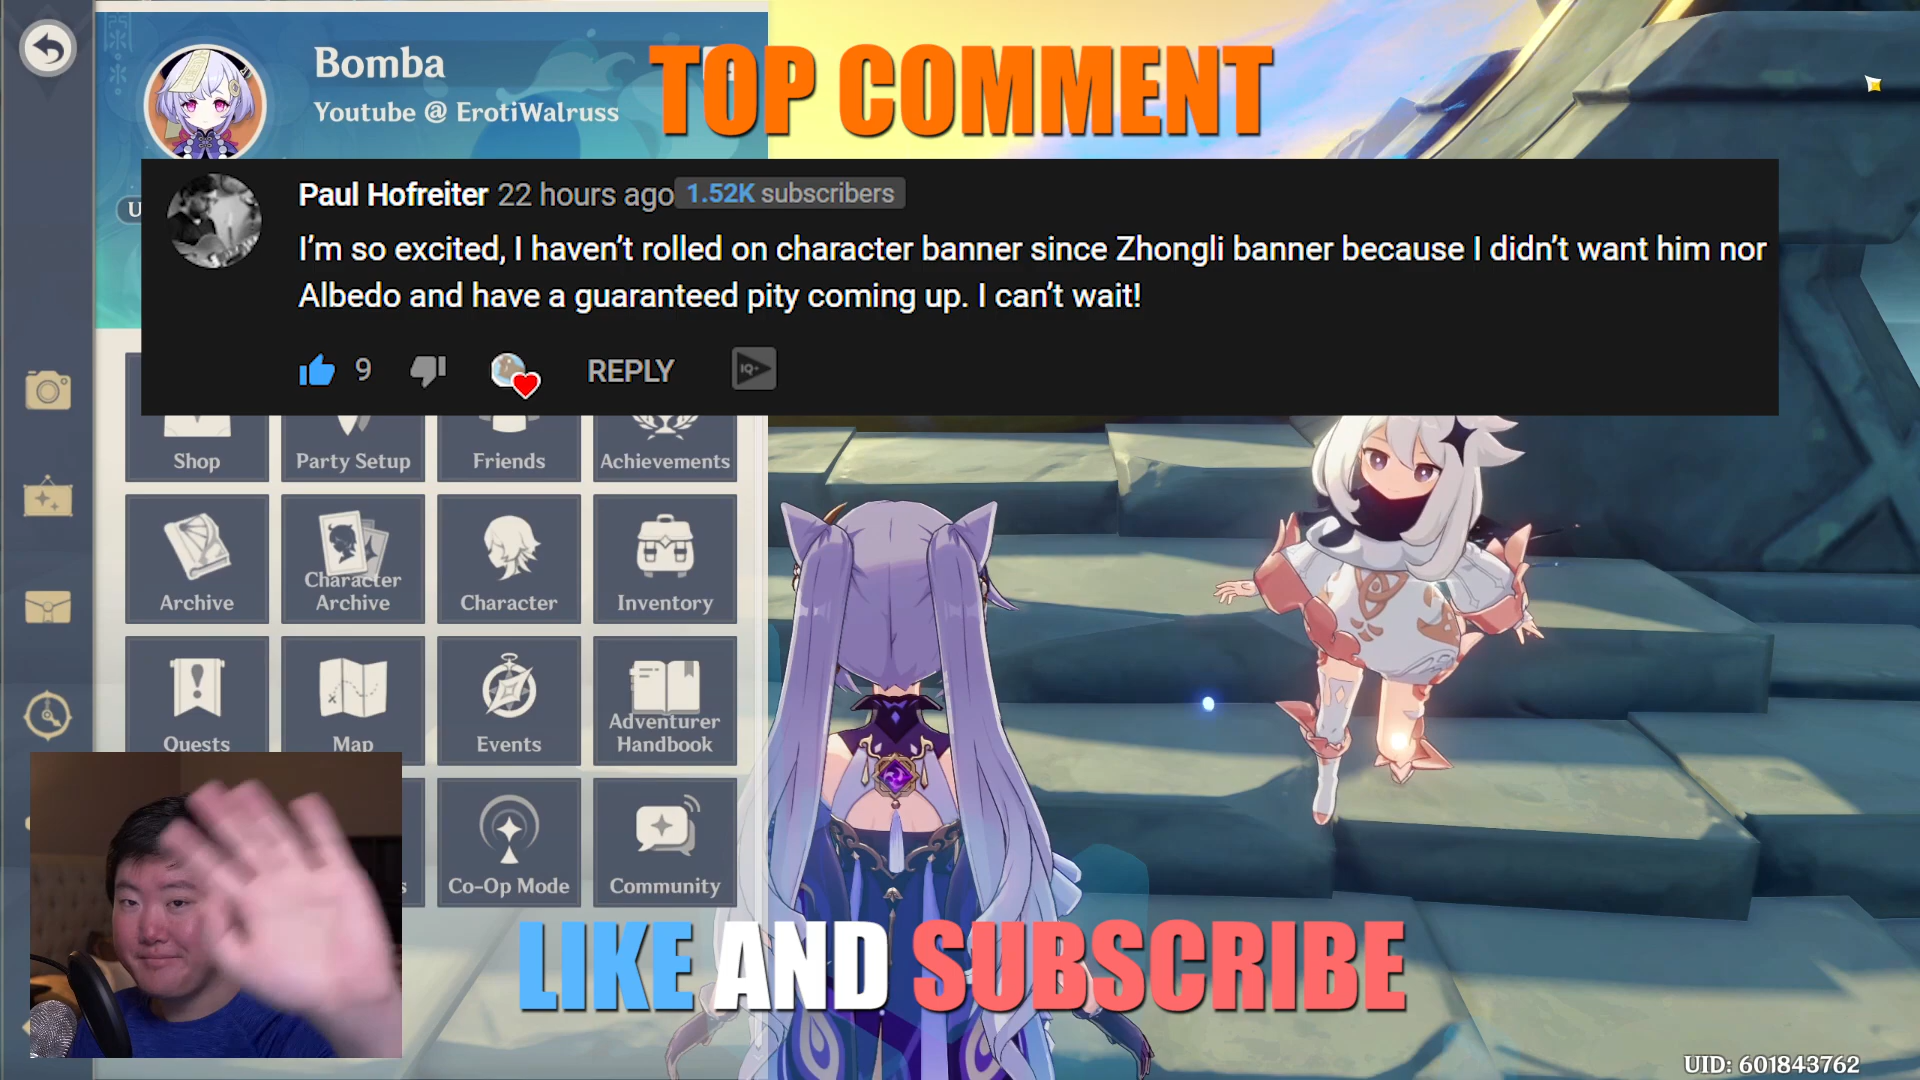 Bomba
Youtube @ ErotiWalruss
TOP COMMENT
U
Paul Hofreiter 22 hours ago 1.52K subscribers
I’m so excited, I haven’t rolled on character banner since Zhongli banner because I didn’t want him nor
Albedo and have a guaranteed pity coming up. I can’t wait!
9 REPLY IQ+
Shop Party Setup Friends Achievements
Archive Character Archive Character Inventory
Quests Map Events Adventurer Handbook
s Co-Op Mode Community
LIKE AND SUBSCRIBE
UID: 601843762